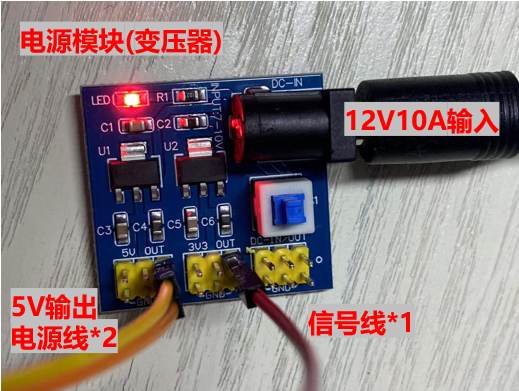 电源模块(变压器)
DC-IN
LED
R1
INPUT7-10V
12V10A输入
C1
C2
U1
U2
C3
C4
C5
C6
DC-IN/OUT
5V
OUT
3V3
OUT
GND
GND
GND
5V输出
电源线*2
信号线*1